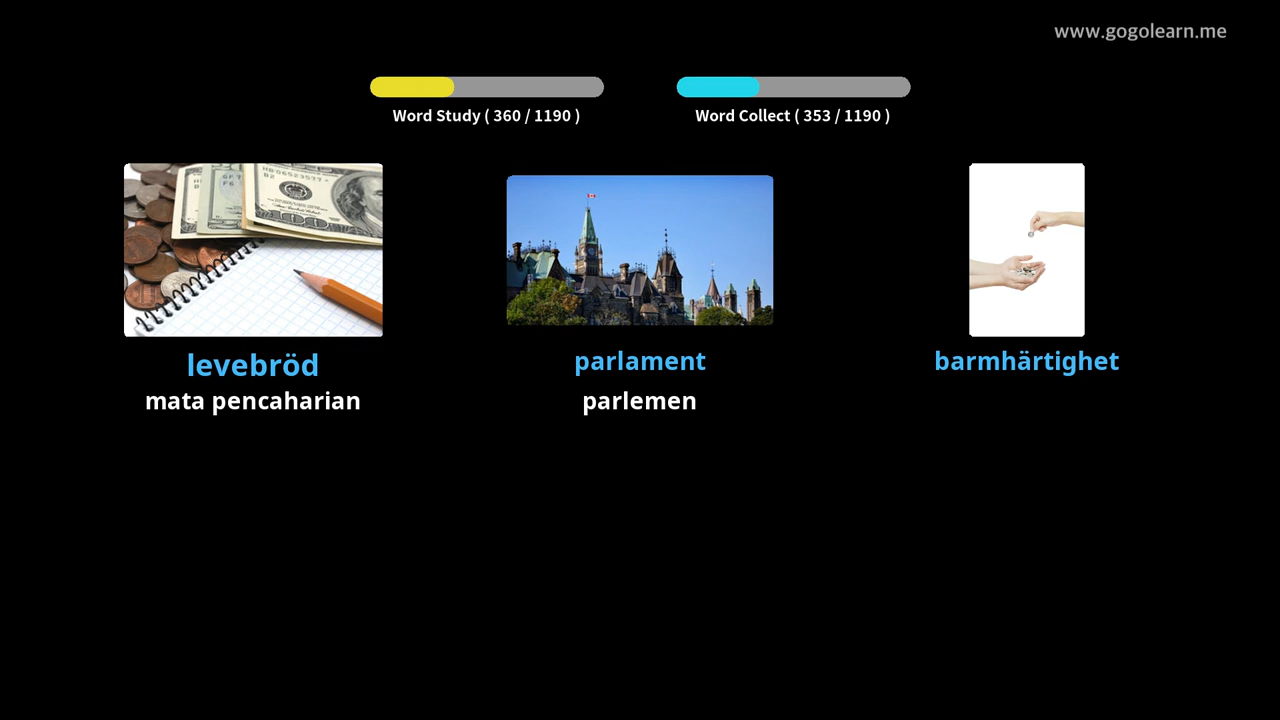 www.gogolearn.me
Word Study ( 360 / 1190 )
Word Collect ( 353 / 1190 )
levebröd
mata pencaharian
parlament
parlemen
barmhärtighet